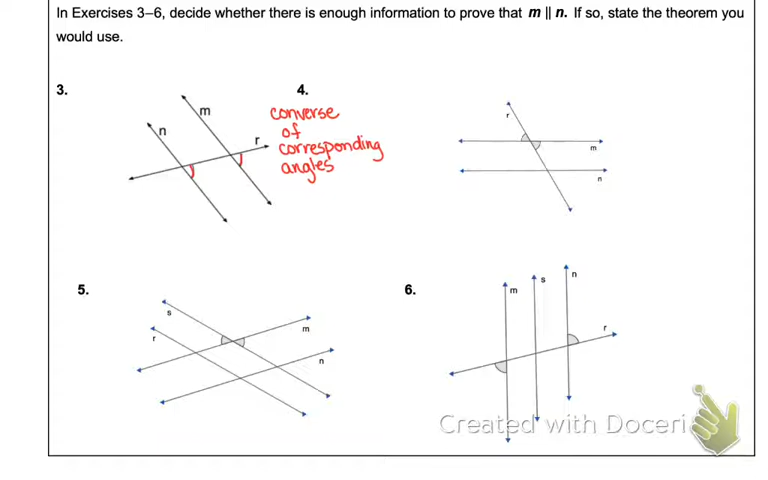 In Exercises 3–6, decide whether there is enough information to prove that m || n. If so, state the theorem you
would use.
3.
m
n
r
4.
converse
of
corresponding
angles
r
m
n
5.
s
r
m
n
6.
n
s
m
r
Created with Doceri